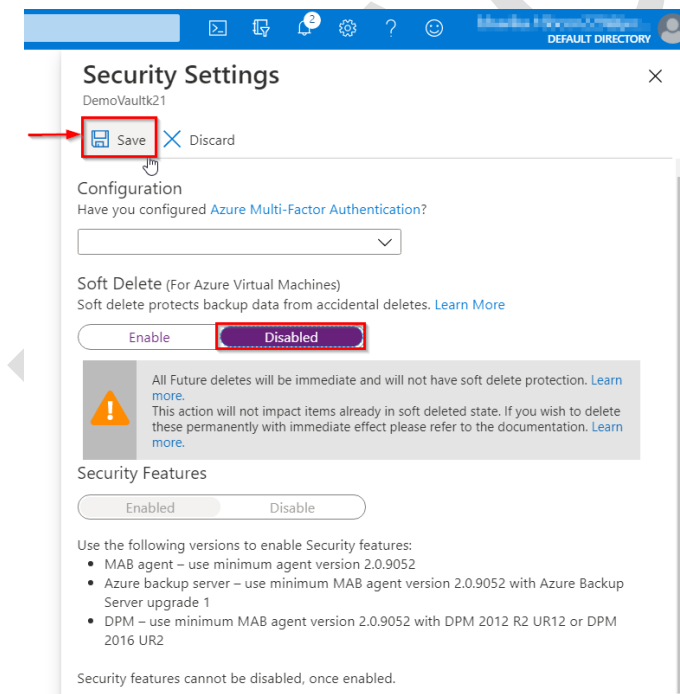 2
DEFAULT DIRECTORY
Security Settings
DemoVaultk21
Save
Discard
Configuration
Have you configured Azure Multi-Factor Authentication?
Soft Delete (For Azure Virtual Machines)
Soft delete protects backup data from accidental deletes. Learn More
Enable
Disabled
All Future deletes will be immediate and will not have soft delete protection. Learn
more.
This action will not impact items already in soft deleted state. If you wish to delete
these permanently with immediate effect please refer to the documentation. Learn
more.
Security Features
Enabled
Disable
Use the following versions to enable Security features:
• MAB agent – use minimum agent version 2.0.9052
• Azure backup server – use minimum MAB agent version 2.0.9052 with Azure Backup
Server upgrade 1
• DPM – use minimum MAB agent version 2.0.9052 with DPM 2012 R2 UR12 or DPM
2016 UR2
Security features cannot be disabled, once enabled.